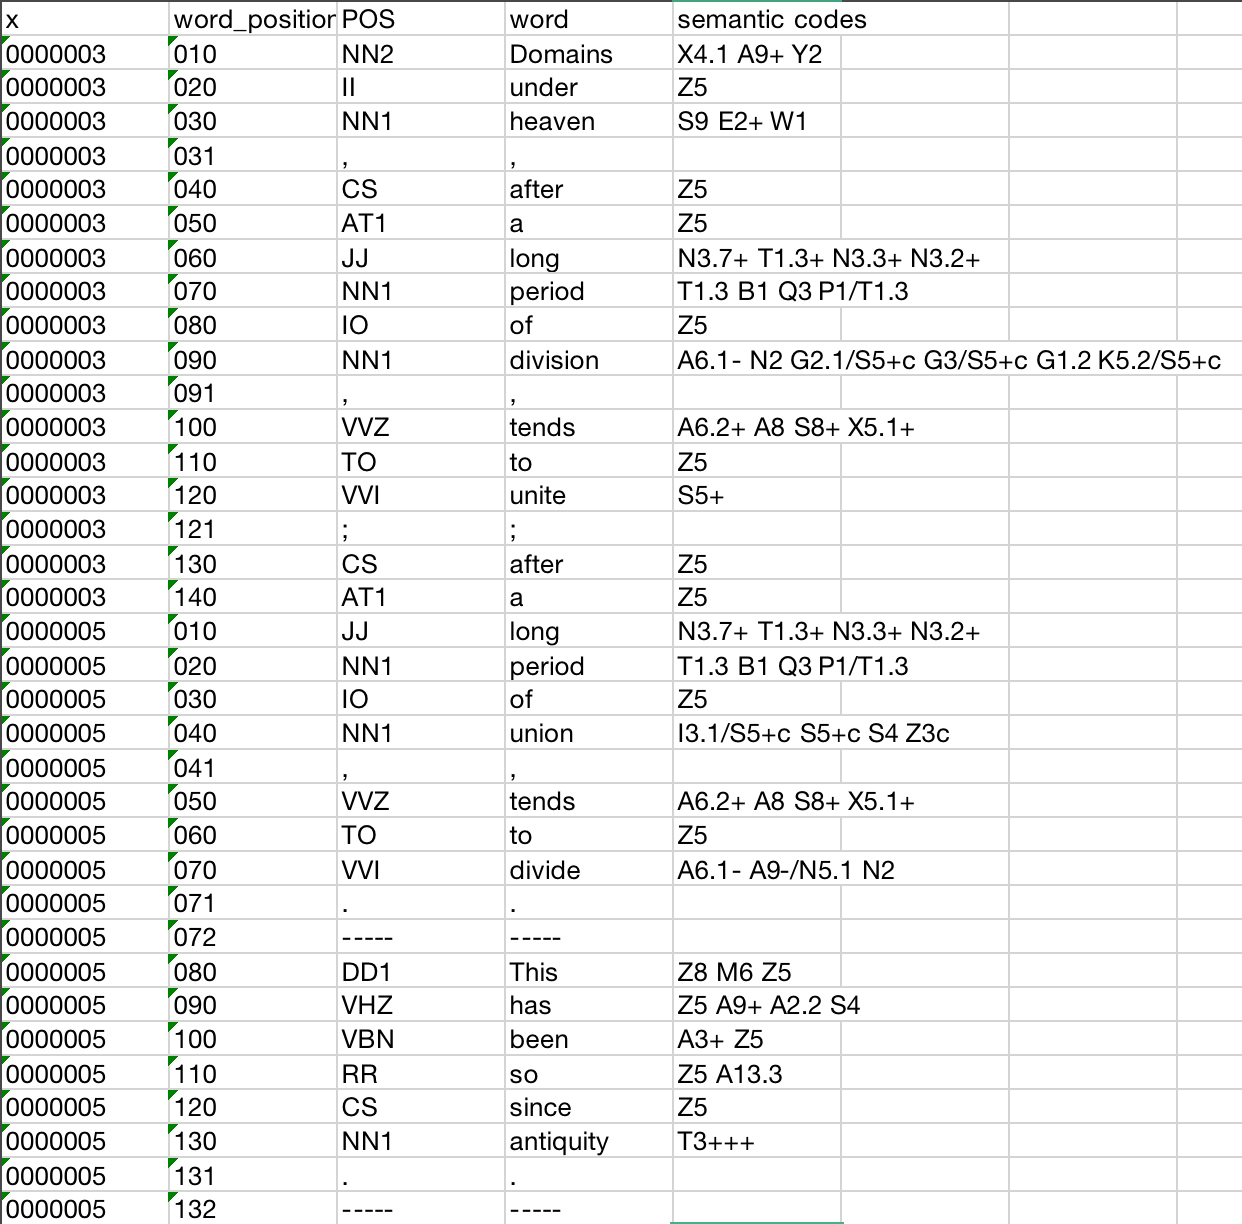 x word_position POS word semantic codes
0000003 010 NN2 Domains X4.1 A9+ Y2
0000003 020 II under Z5
0000003 030 NN1 heaven S9 E2+ W1
0000003 031 , ,
0000003 040 CS after Z5
0000003 050 AT1 a Z5
0000003 060 JJ long N3.7+ T1.3+ N3.3+ N3.2+
0000003 070 NN1 period T1.3 B1 Q3 P1/T1.3
0000003 080 IO of Z5
0000003 090 NN1 division A6.1- N2 G2.1/S5+c G3/S5+c G1.2 K5.2/S5+c
0000003 091 , ,
0000003 100 VVZ tends A6.2+ A8 S8+ X5.1+
0000003 110 TO to Z5
0000003 120 VVI unite S5+
0000003 121 ; ;
0000003 130 CS after Z5
0000003 140 AT1 a Z5
0000005 010 JJ long N3.7+ T1.3+ N3.3+ N3.2+
0000005 020 NN1 period T1.3 B1 Q3 P1/T1.3
0000005 030 IO of Z5
0000005 040 NN1 union I3.1/S5+c S5+c S4 Z3c
0000005 041 , ,
0000005 050 VVZ tends A6.2+ A8 S8+ X5.1+
0000005 060 TO to Z5
0000005 070 VVI divide A6.1- A9-/N5.1 N2
0000005 071 . .
0000005 072 ----- -----
0000005 080 DD1 This Z8 M6 Z5
0000005 090 VHZ has Z5 A9+ A2.2 S4
0000005 100 VBN been A3+ Z5
0000005 110 RR so Z5 A13.3
0000005 120 CS since Z5
0000005 130 NN1 antiquity T3+++
0000005 131 . .
0000005 132 ----- -----